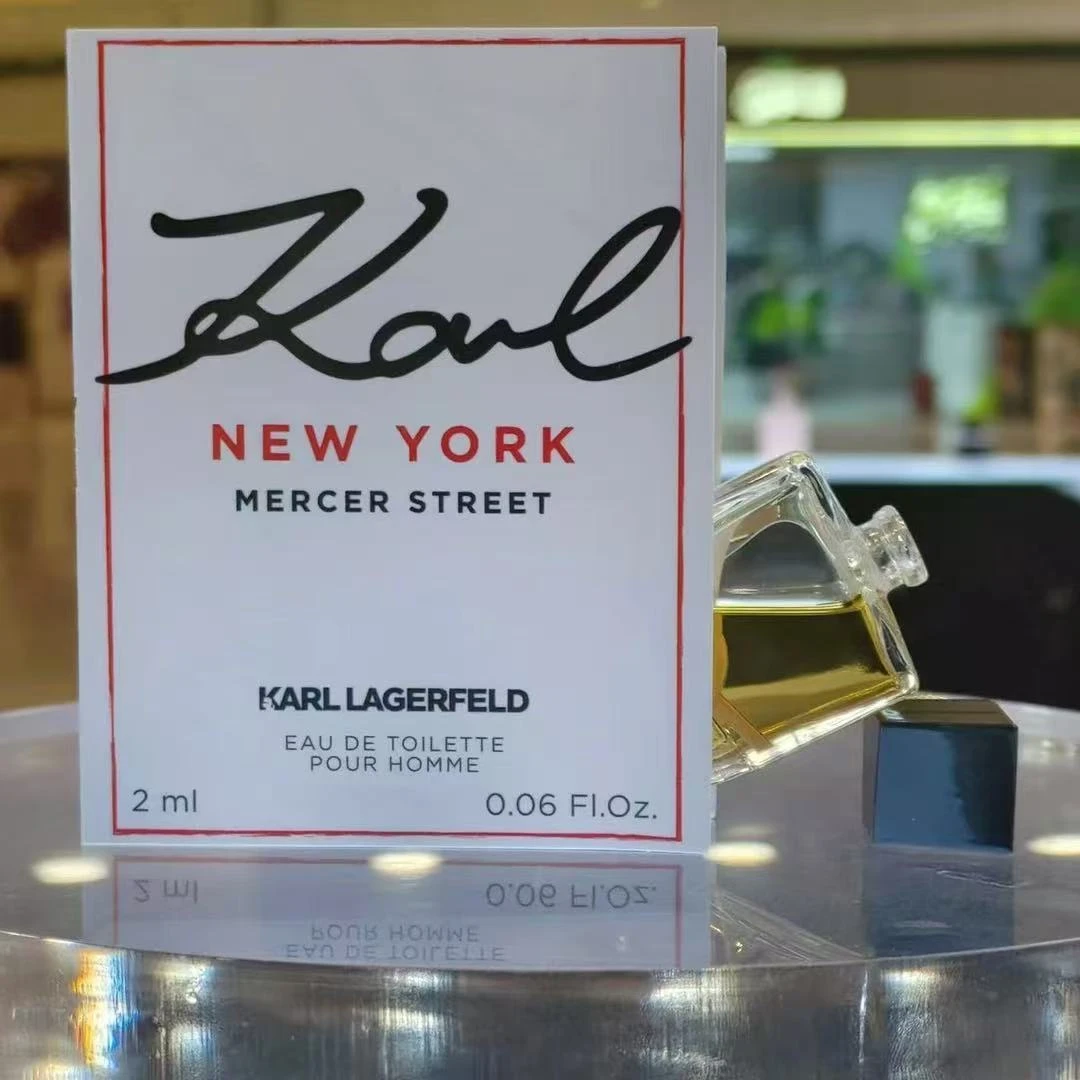 Karl
NEW YORK
MERCER STREET
KARL LAGERFELD
EAU DE TOILETTE
POUR HOMME
2 ml 0.06 Fl.Oz.